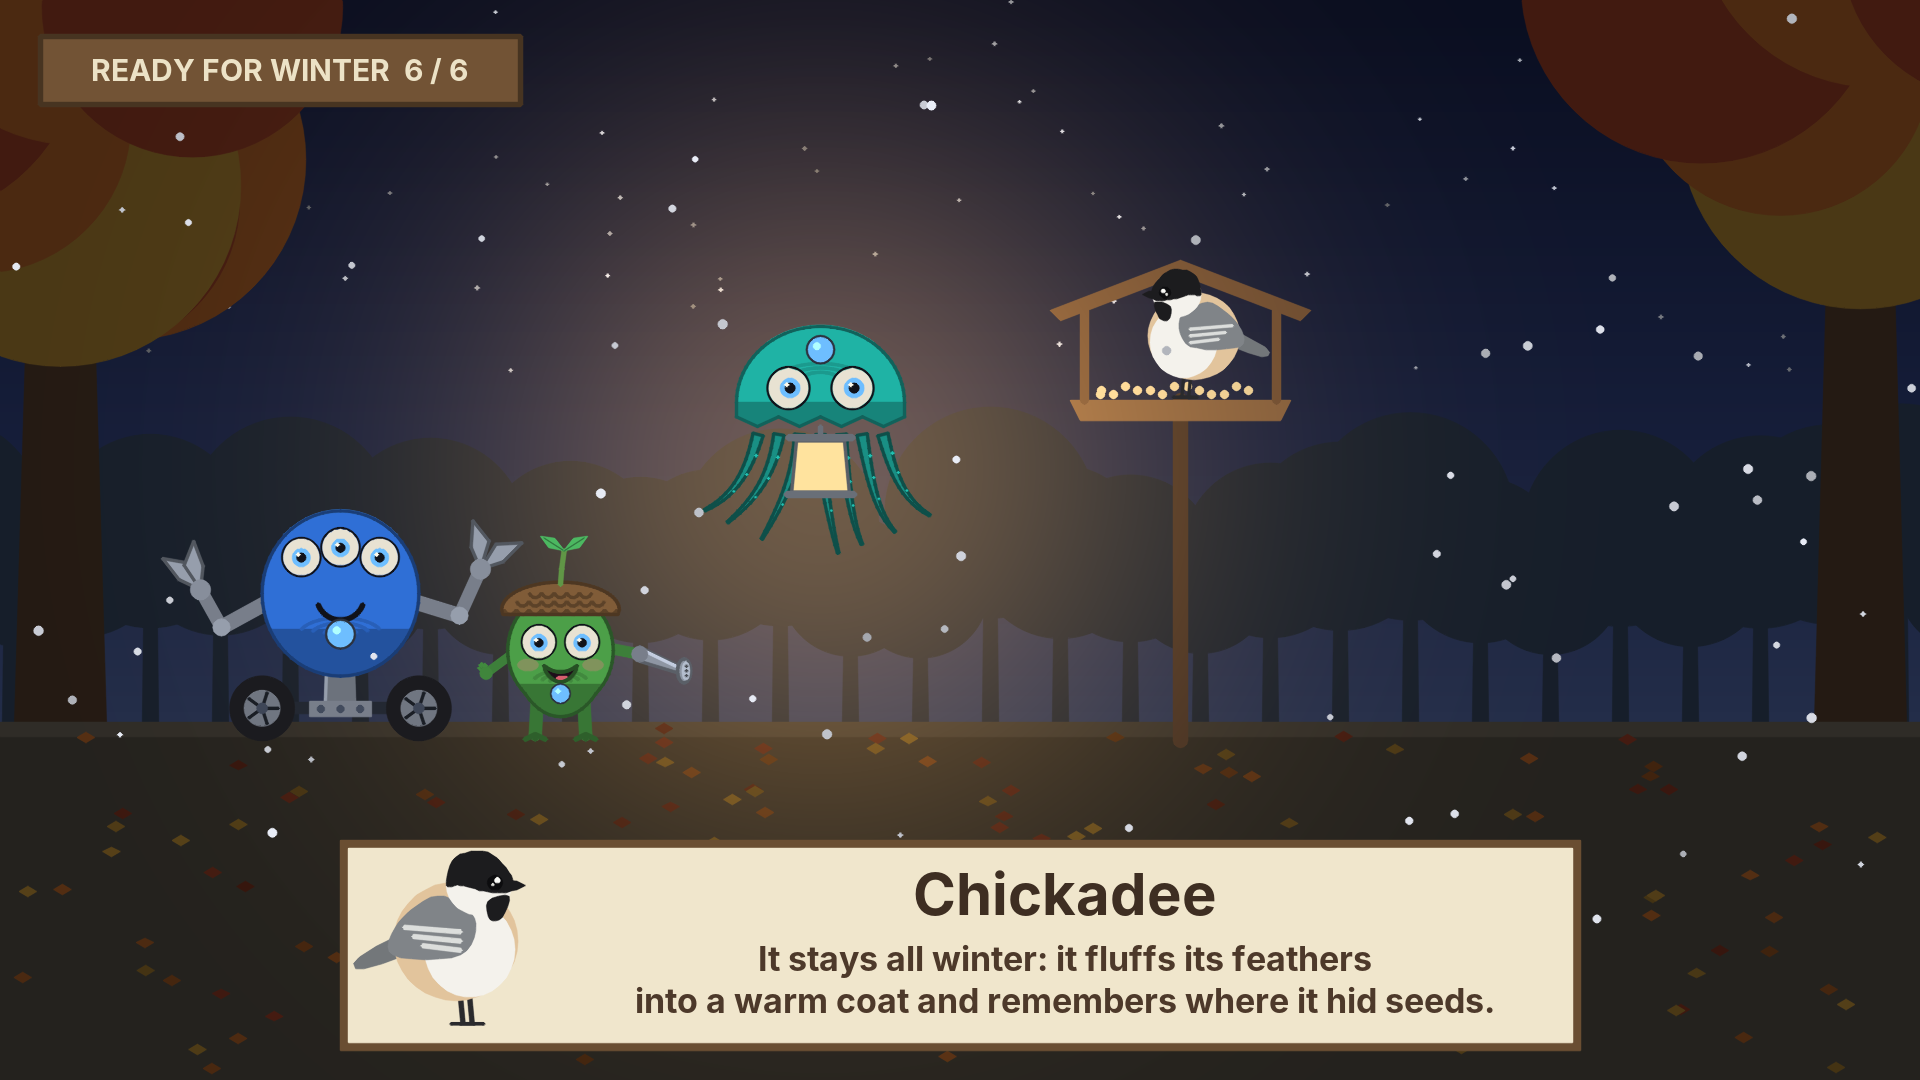 READY FOR WINTER 6 / 6
Chickadee
It stays all winter: it fluffs its feathers
into a warm coat and remembers where it hid seeds.